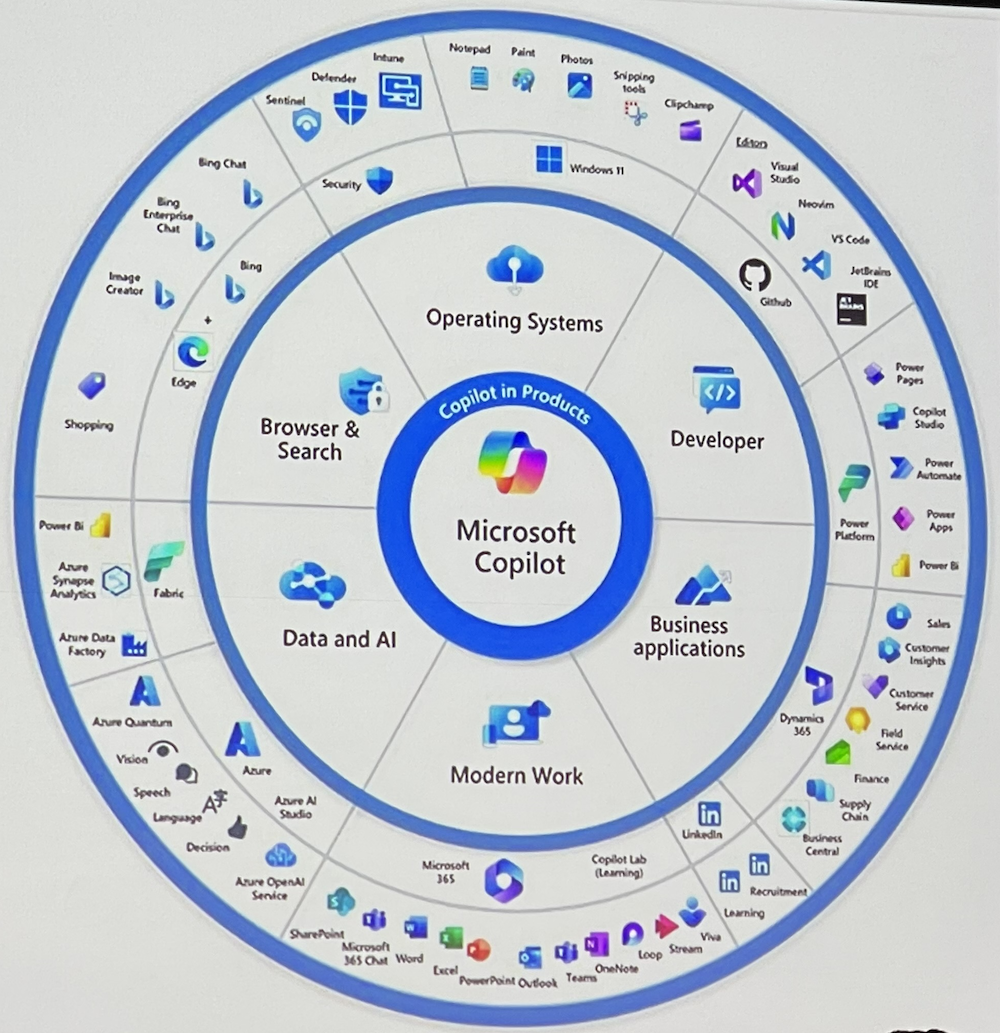 Intune
Defender
Sentinel
Security
Notepad
Paint
Photos
Snipping
tools
Clipchamp
Windows 11
Editors
Visual
Studio
Neovim
VS Code
JetBrains
IDE
JET
BRAINS
Github
Power
Pages
Copilot
Studio
Power
Automate
Power
Apps
Power Bi
Power
Platform
Sales
Customer
Insights
Customer
Service
Field
Service
Finance
Supply
Chain
Business
Central
Dynamics
365
in
LinkedIn
in
Recruitment
in
Learning
Microsoft
365
Copilot Lab
(Learning)
SharePoint
Microsoft
365 Chat
Word
Excel
PowerPoint
Outlook
Teams
OneNote
Loop
Stream
Viva
Azure
Azure AI
Studio
Azure Quantum
Vision
Speech
Language
Decision
Azure OpenAI
Service
Fabric
Power Bi
Azure
Synapse
Analytics
Azure Data
Factory
Bing Chat
Bing
Enterprise
Chat
Image
Creator
Shopping
Bing
+
Edge
Operating Systems
Developer
Business
applications
Modern Work
Data and AI
Browser &
Search
Copilot in Products
Microsoft
Copilot